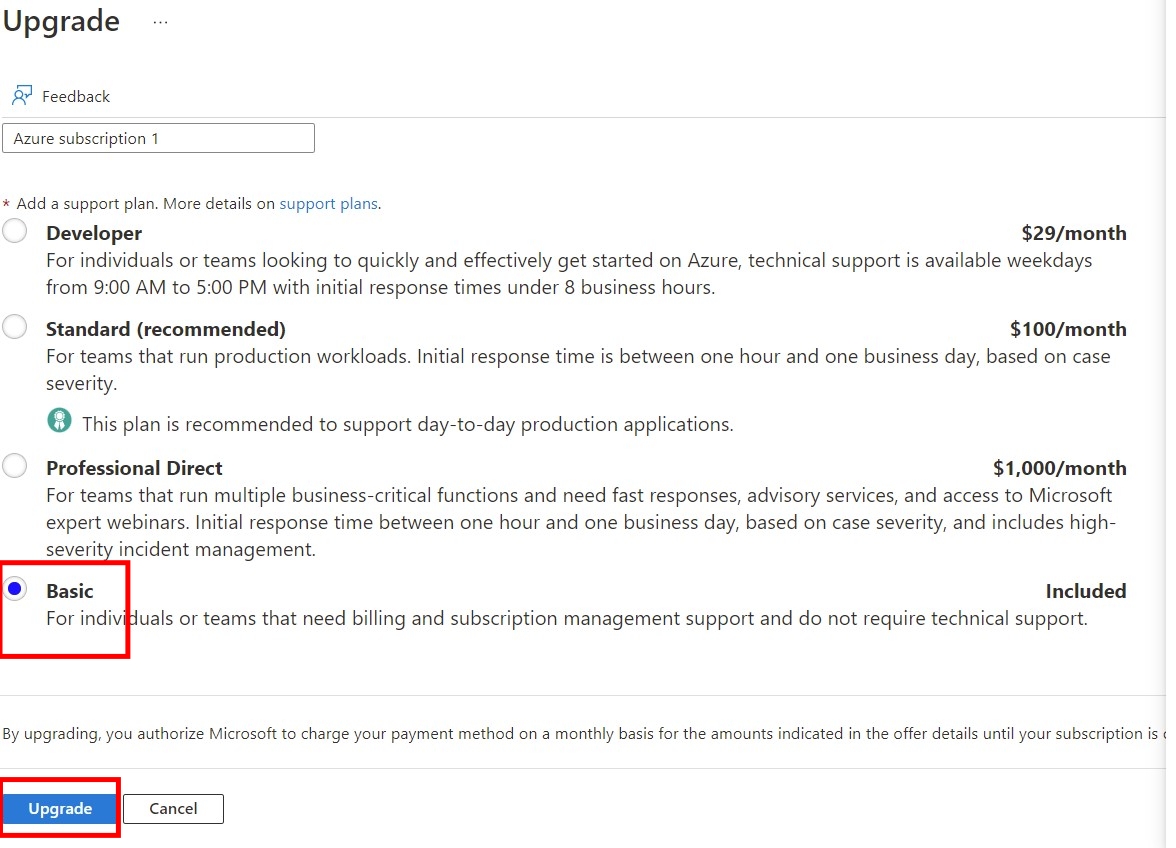 Upgrade ...
Feedback
Azure subscription 1
* Add a support plan. More details on support plans.
Developer $29/month
For individuals or teams looking to quickly and effectively get started on Azure, technical support is available weekdays
from 9:00 AM to 5:00 PM with initial response times under 8 business hours.
Standard (recommended) $100/month
For teams that run production workloads. Initial response time is between one hour and one business day, based on case
severity.
This plan is recommended to support day-to-day production applications.
Professional Direct $1,000/month
For teams that run multiple business-critical functions and need fast responses, advisory services, and access to Microsoft
expert webinars. Initial response time between one hour and one business day, based on case severity, and includes high-
severity incident management.
Basic Included
For individuals or teams that need billing and subscription management support and do not require technical support.
By upgrading, you authorize Microsoft to charge your payment method on a monthly basis for the amounts indicated in the offer details until your subscription is
Upgrade Cancel